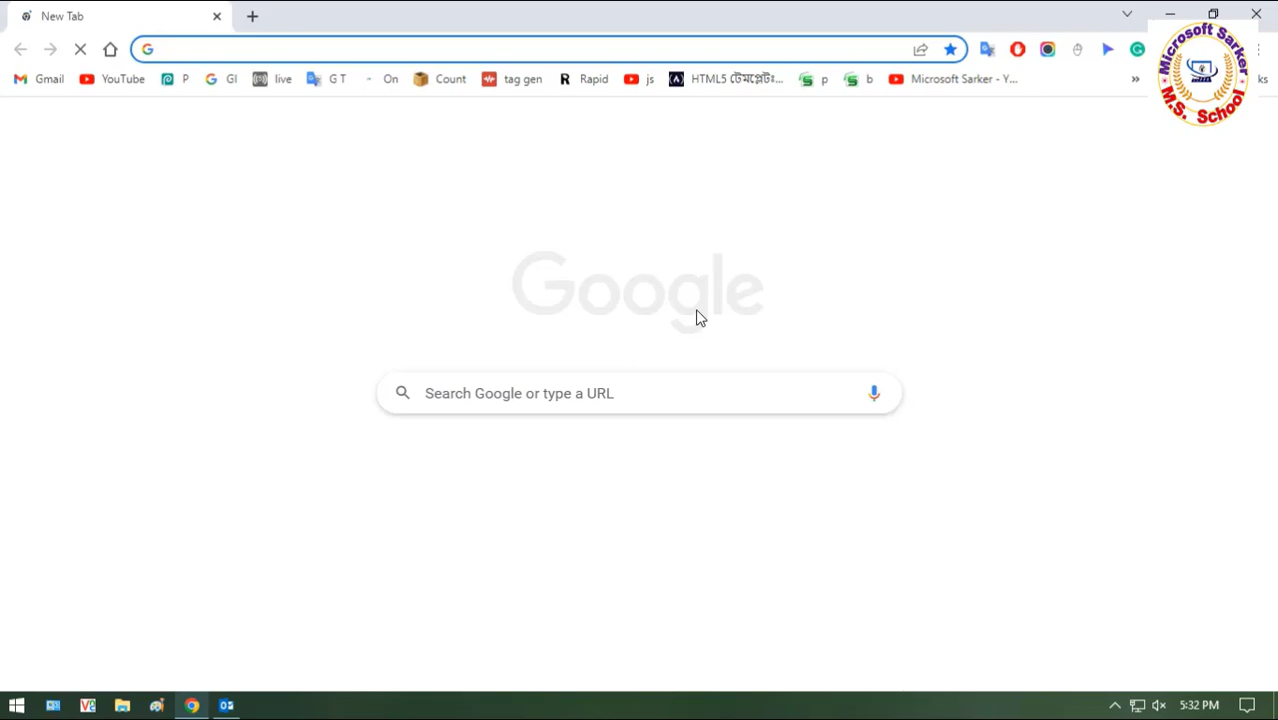 New Tab
Microsoft Sarker
M.S. School
Gmail YouTube P GI live G T - On Count tag gen Rapid js HTML5 টেমপ্লেটঃ... p b Microsoft Sarker - Y... » ks
Google
Search Google or type a URL
5:32 PM